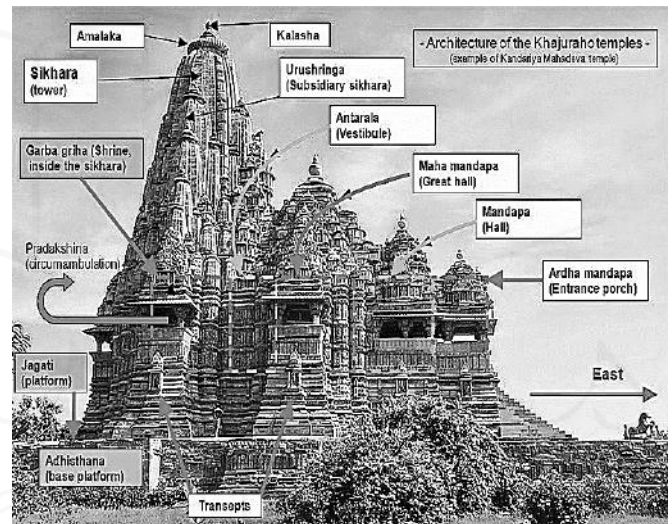 Amalaka
Kalasha
- Architecture of the Khajuraho temples -
(example of Kandariya Mahadeva temple)
Sikhara
(tower)
Urushringa
(Subsidiary sikhara)
Antarala
(Vestibule)
Garba griha (Shrine,
inside the sikhara)
Maha mandapa
(Great hall)
Mandapa
(Hall)
Pradakshina
(circumambulation)
Ardha mandapa
(Entrance porch)
Jagati
(platform)
East
Adhisthana
(base platform)
Transepts